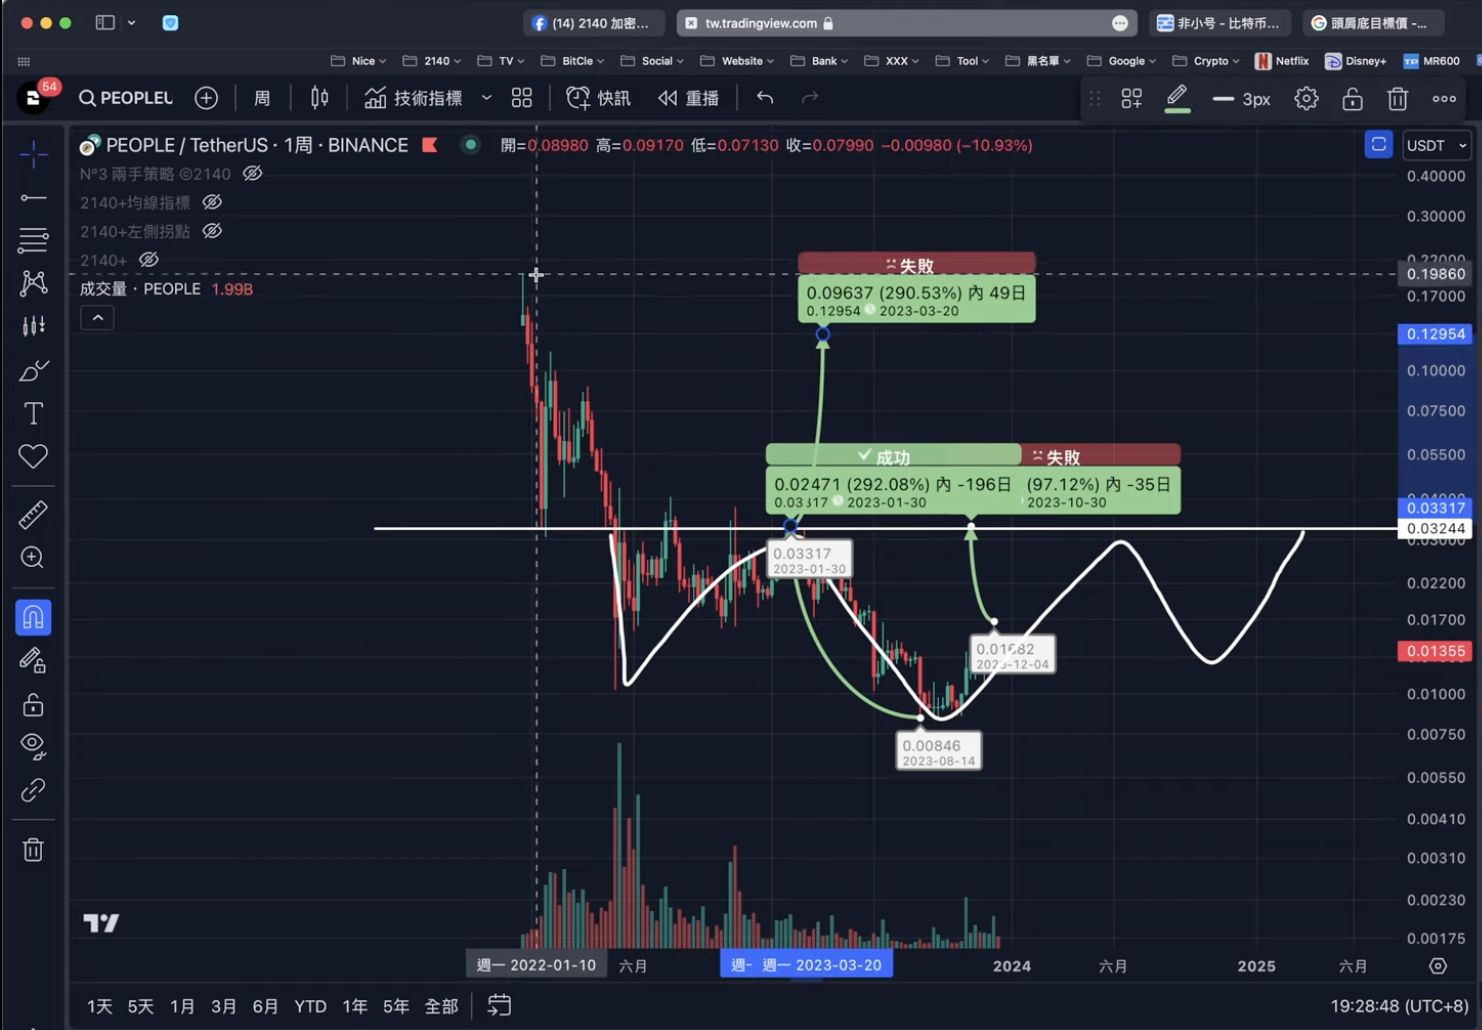 (14) 2140 加密...
tw.tradingview.com
非小号 - 比特币...
頭肩底目標價 -...
Nice
2140
TV
BitCle
Social
Website
Bank
XXX
Tool
黑名單
Google
Crypto
Netflix
Disney+
TP MR600
54
PEOPLEU
周
技術指標
快訊
重播
3px
PEOPLE / TetherUS · 1周 · BINANCE
開=0.08980 高=0.09170 低=0.07130 收=0.07990 −0.00980 (−10.93%)
USDT
Nº3 兩手策略 ©2140
2140+均線指標
2140+左側拐點
2140+
成交量 · PEOPLE 1.99B
失敗
0.09637 (290.53%) 內 49日
0.12954 2023-03-20
成功
失敗
0.02471 (292.08%) 內 -196日
(97.12%) 內 -35日
2023-01-30
2023-10-30
0.03317
2023-01-30
2023-12-04
0.00846
2023-08-14
0.40000
0.30000
0.19860
0.17000
0.12954
0.10000
0.07500
0.05500
0.03317
0.03244
0.02200
0.01700
0.01355
0.01000
0.00750
0.00550
0.00410
0.00310
0.00230
0.00175
週一 2022-01-10
六月
週一 2023-03-20
2024
六月
2025
六月
1天
5天
1月
3月
6月
YTD
1年
5年
全部
19:28:48 (UTC+8)